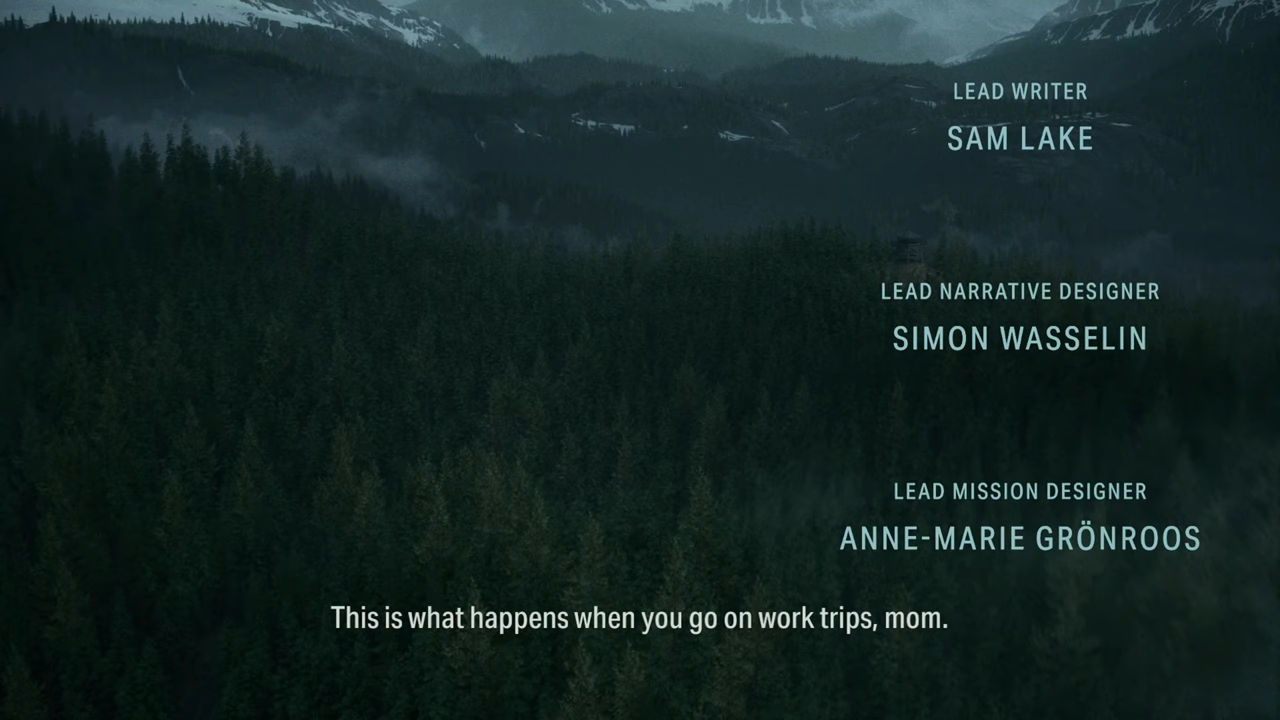 LEAD WRITER
SAM LAKE
LEAD NARRATIVE DESIGNER
SIMON WASSELIN
LEAD MISSION DESIGNER
ANNE-MARIE GRÖNROOS
This is what happens when you go on work trips, mom.